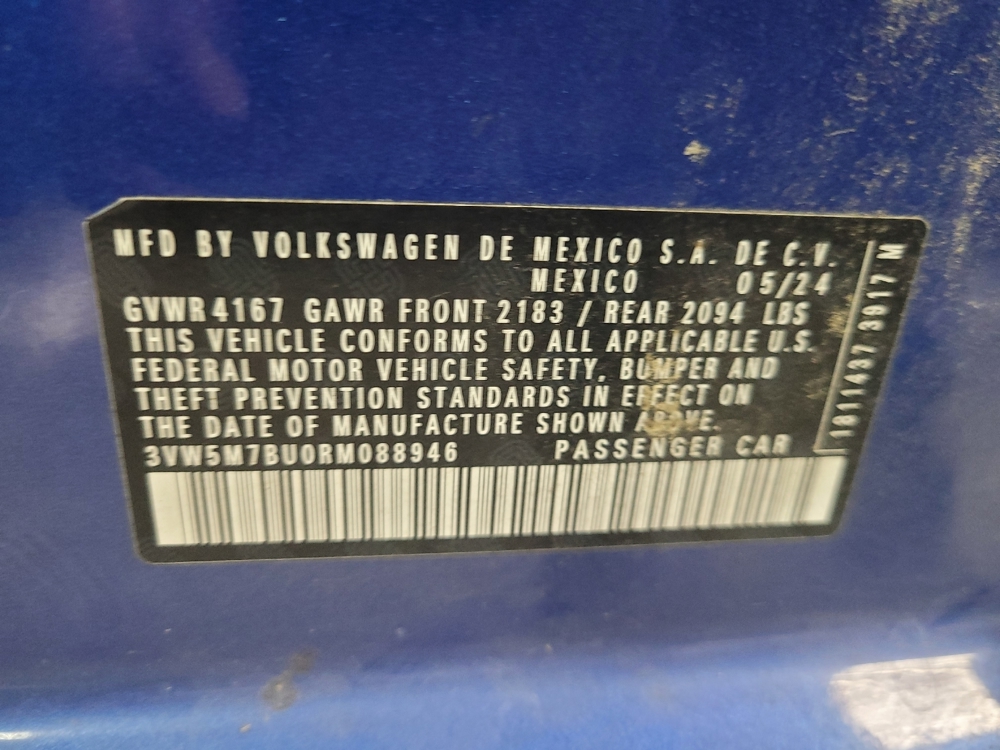 MFD BY VOLKSWAGEN DE MEXICO S.A. DE C.V.
MEXICO 05/24
GVWR 4167 GAWR FRONT 2183 / REAR 2094 LBS
THIS VEHICLE CONFORMS TO ALL APPLICABLE U.S.
FEDERAL MOTOR VEHICLE SAFETY, BUMPER AND
THEFT PREVENTION STANDARDS IN EFFECT ON
THE DATE OF MANUFACTURE SHOWN ABOVE.
3VW5M7BU0RM088946 PASSENGER CAR
1811437 3917 M